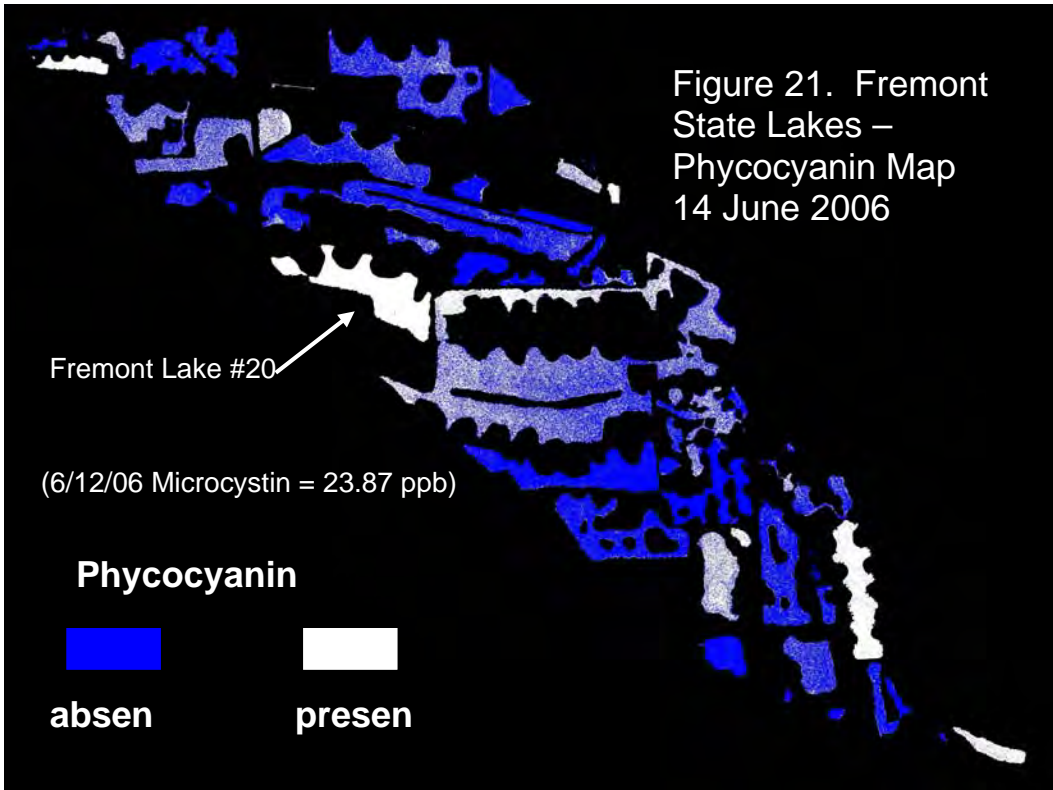 Figure 21. Fremont
State Lakes –
Phycocyanin Map
14 June 2006
Fremont Lake #20
(6/12/06 Microcystin = 23.87 ppb)
Phycocyanin
absen
presen